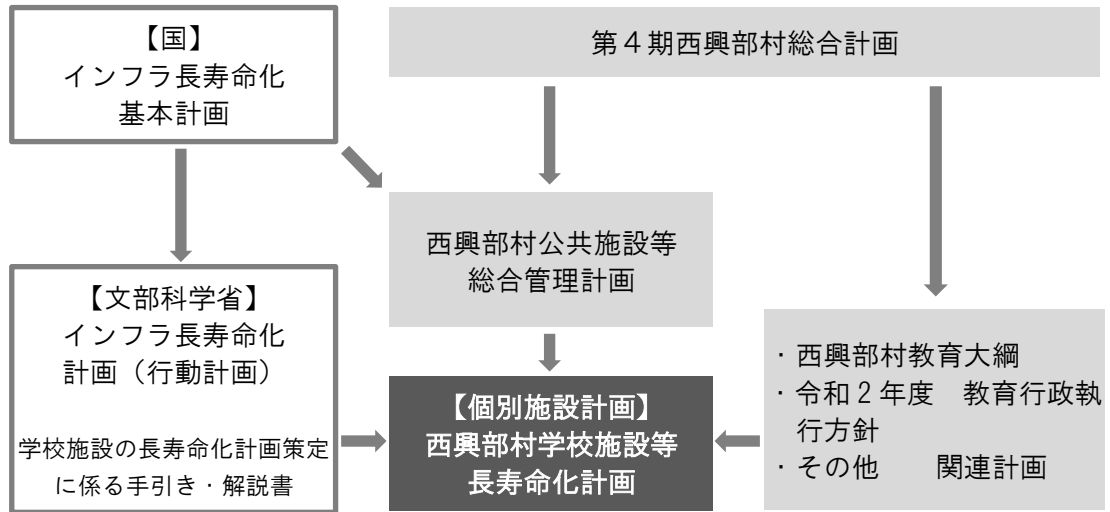 【国】
インフラ長寿命化
基本計画
第４期西興部村総合計画
西興部村公共施設等
総合管理計画
【文部科学省】
インフラ長寿命化
計画（行動計画）
学校施設の長寿命化計画策定
に係る手引き・解説書
【個別施設計画】
西興部村学校施設等
長寿命化計画
・西興部村教育大綱
・令和２年度　教育行政執
行方針
・その他　　関連計画